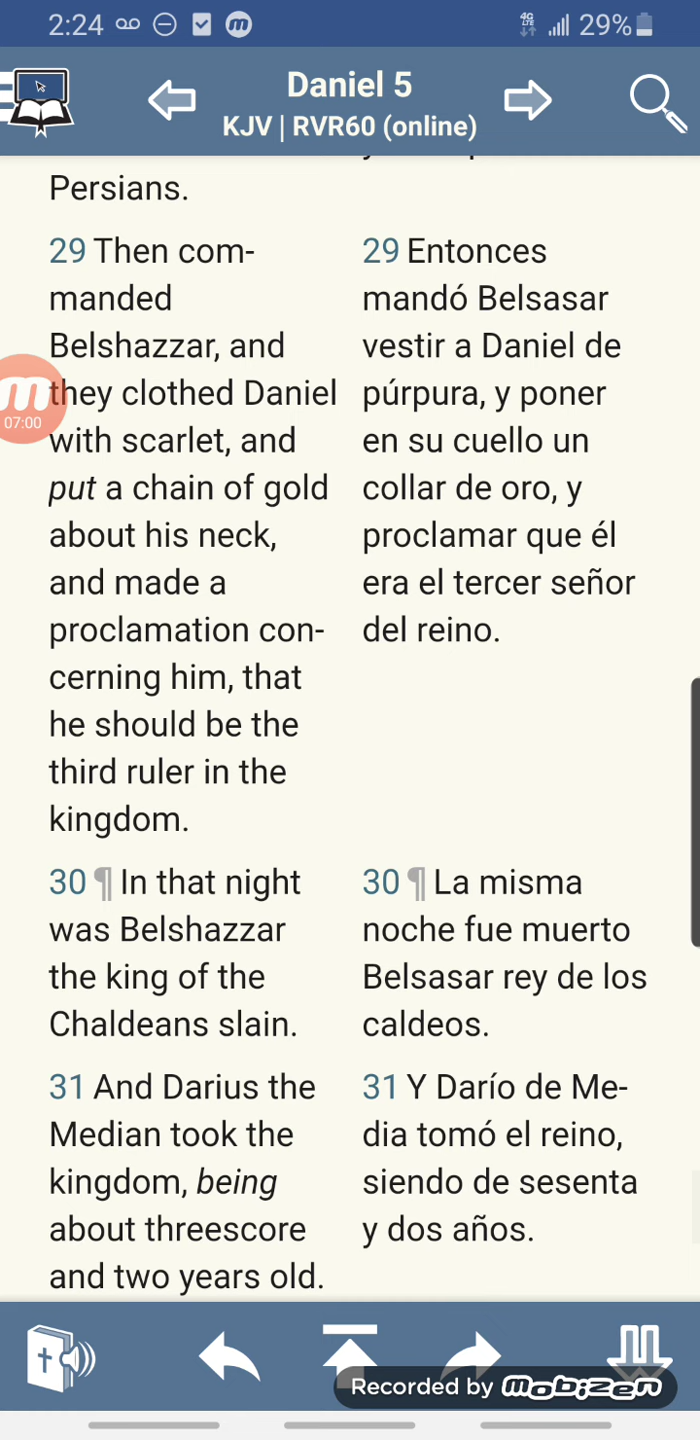 2:24
4G LTE
29%
Daniel 5
KJV | RVR60 (online)
Persians.
29 Then com-
manded
Belshazzar, and
they clothed Daniel
with scarlet, and
put a chain of gold
about his neck,
and made a
proclamation con-
cerning him, that
he should be the
third ruler in the
kingdom.
29 Entonces
mandó Belsasar
vestir a Daniel de
púrpura, y poner
en su cuello un
collar de oro, y
proclamar que él
era el tercer señor
del reino.
30 ¶ In that night
was Belshazzar
the king of the
Chaldeans slain.
30 ¶ La misma
noche fue muerto
Belsasar rey de los
caldeos.
31 And Darius the
Median took the
kingdom, being
about threescore
and two years old.
31 Y Darío de Me-
dia tomó el reino,
siendo de sesenta
y dos años.
m
07:00
Recorded by mobizen